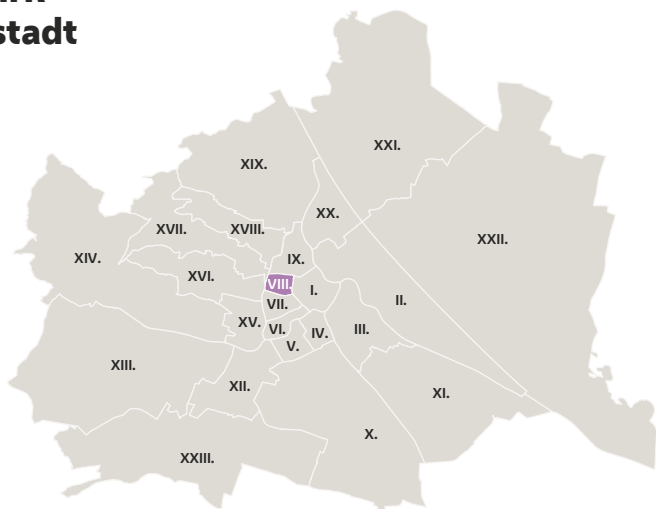 stadt
XXI.
XIX.
XX.
XVII.
XVIII.
XXII.
XIV.
IX.
XVI.
VIII.
I.
II.
VII.
XV.
VI.
IV.
III.
V.
XIII.
XII.
XI.
X.
XXIII.